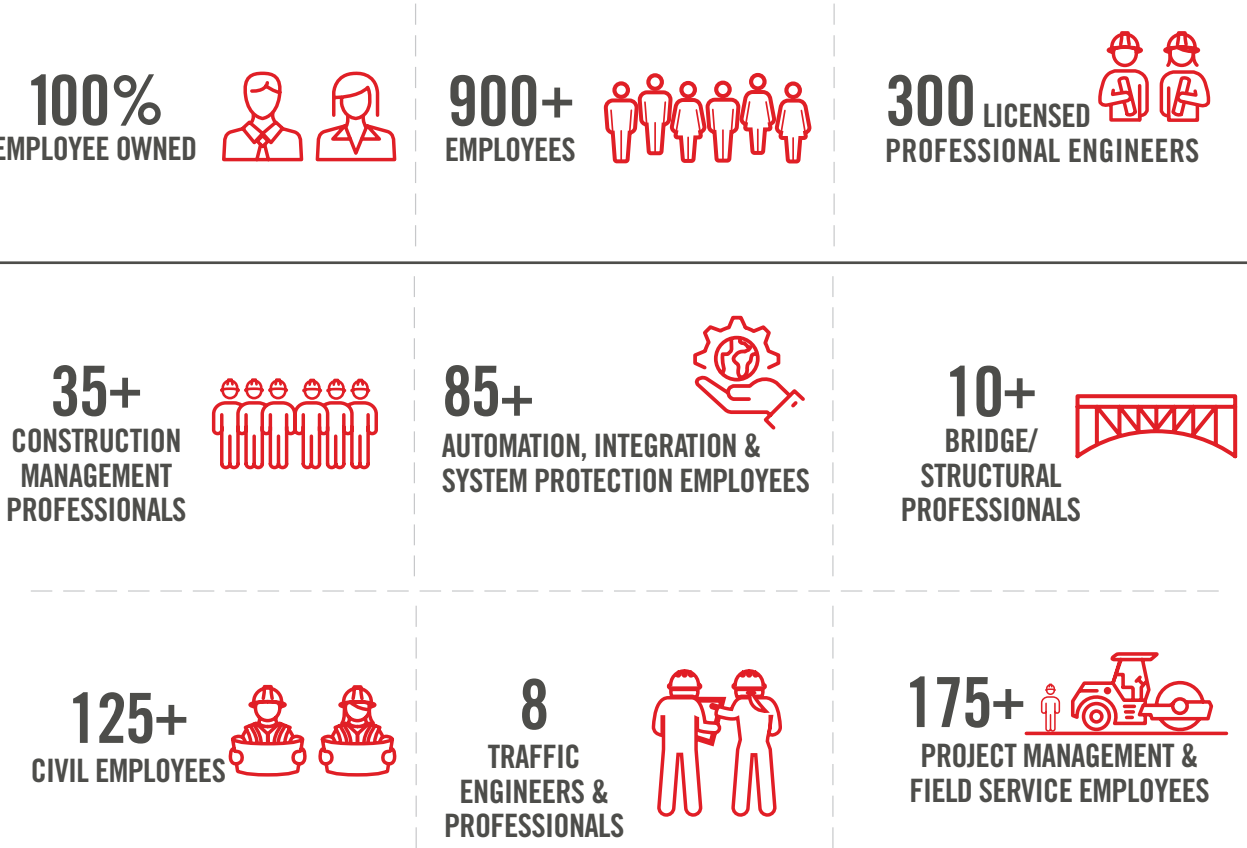 100%
EMPLOYEE OWNED
900+
EMPLOYEES
300 LICENSED
PROFESSIONAL ENGINEERS
35+
CONSTRUCTION
MANAGEMENT
PROFESSIONALS
85+
AUTOMATION, INTEGRATION &
SYSTEM PROTECTION EMPLOYEES
10+
BRIDGE/
STRUCTURAL
PROFESSIONALS
125+
CIVIL EMPLOYEES
8
TRAFFIC
ENGINEERS &
PROFESSIONALS
175+
PROJECT MANAGEMENT &
FIELD SERVICE EMPLOYEES